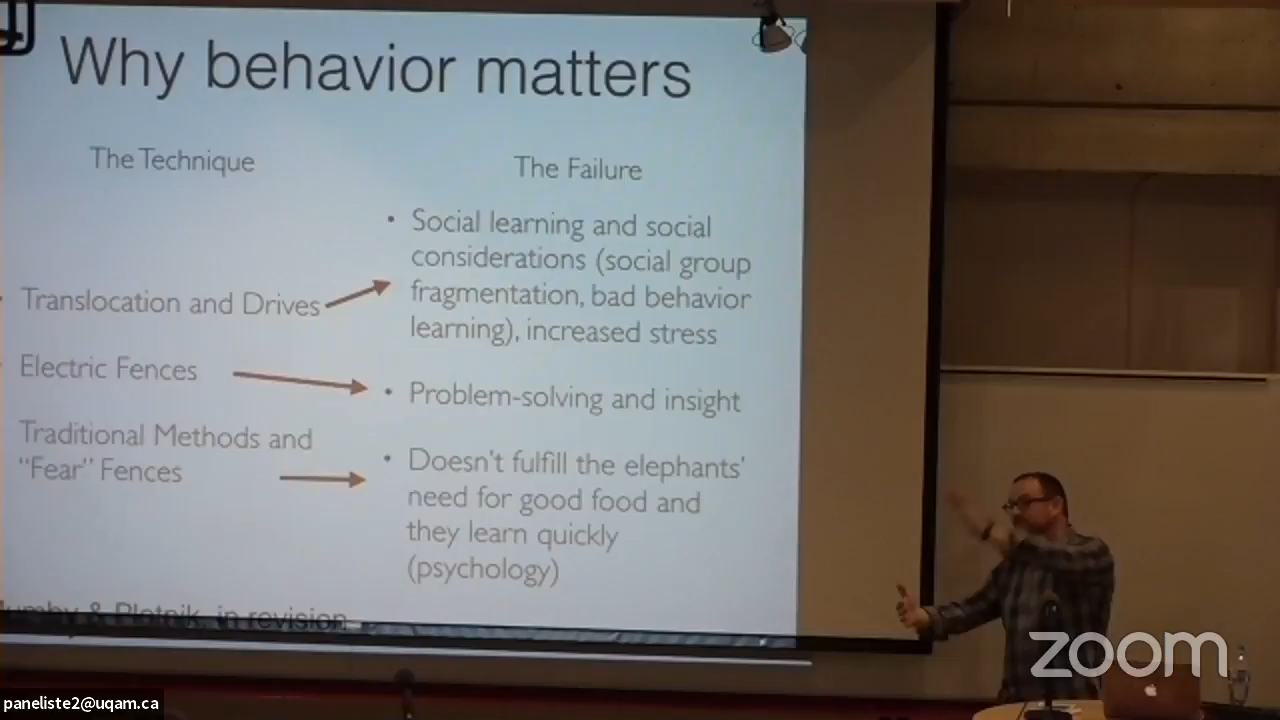 Why behavior matters
The Technique
The Failure
Translocation and Drives
• Social learning and social
considerations (social group
fragmentation, bad behavior
learning), increased stress
Electric Fences
• Problem-solving and insight
Traditional Methods and
“Fear” Fences
• Doesn't fulfill the elephants'
need for good food and
they learn quickly
(psychology)
& Plotnik, in revision
zoom
paneliste2@uqam.ca